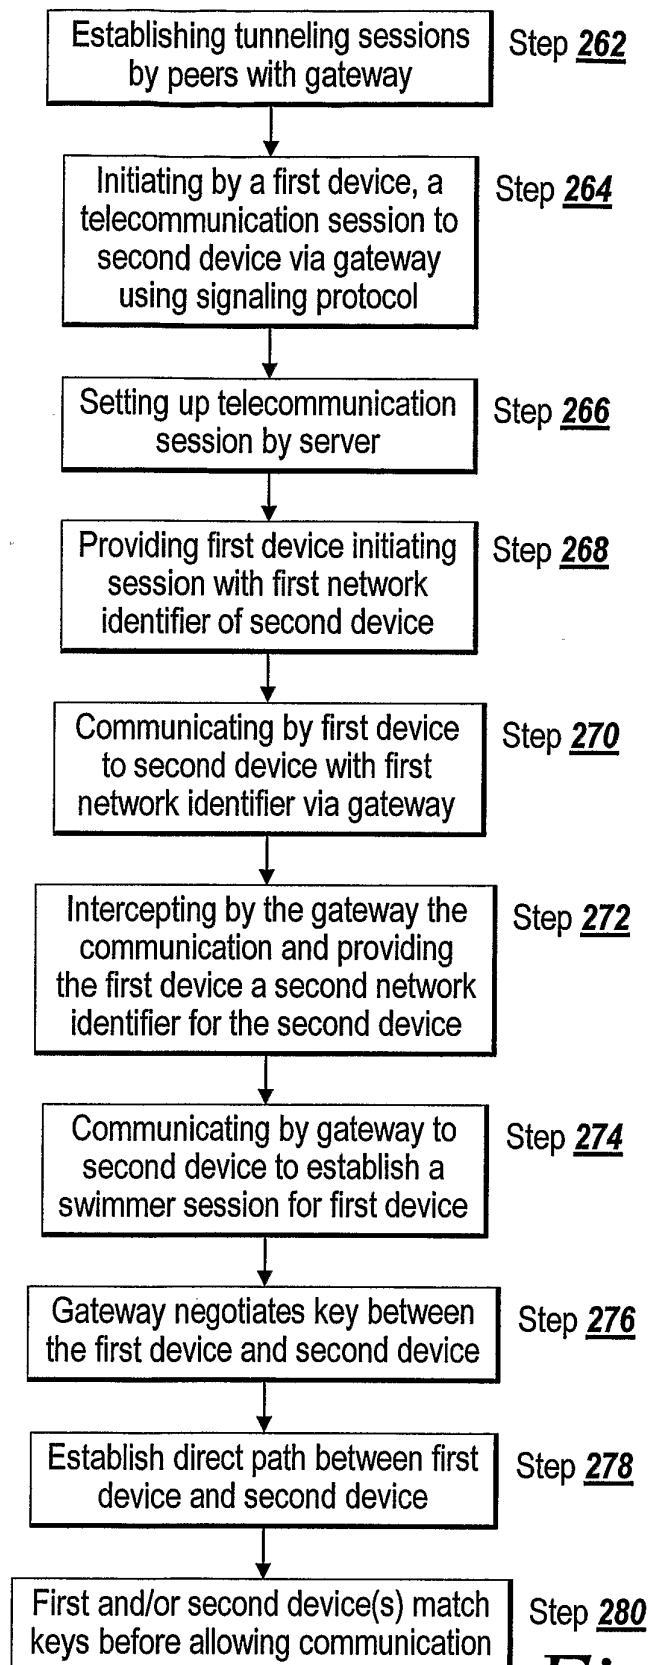 Establishing tunneling sessions
by peers with gateway
Step 262
Initiating by a first device, a
telecommunication session to
second device via gateway
using signaling protocol
Step 264
Setting up telecommunication
session by server
Step 266
Providing first device initiating
session with first network
identifier of second device
Step 268
Communicating by first device
to second device with first
network identifier via gateway
Step 270
Intercepting by the gateway the
communication and providing
the first device a second network
identifier for the second device
Step 272
Communicating by gateway to
second device to establish a
swimmer session for first device
Step 274
Gateway negotiates key between
the first device and second device
Step 276
Establish direct path between first
device and second device
Step 278
First and/or second device(s) match
keys before allowing communication
Step 280